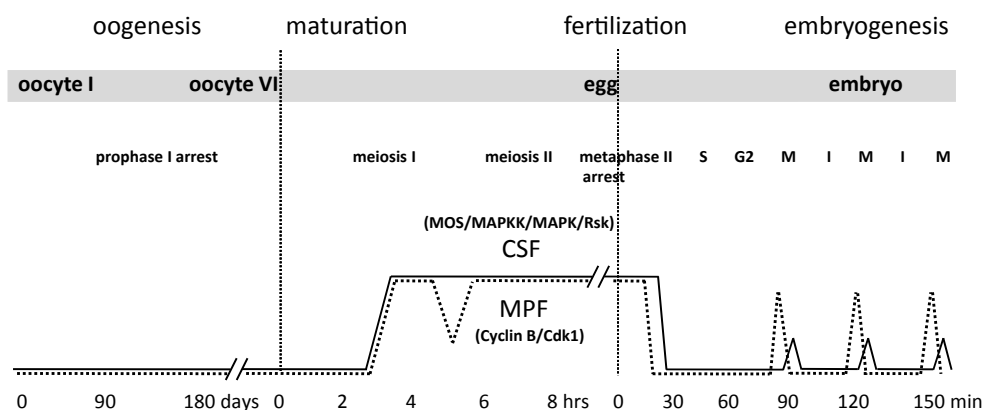 oogenesis maturation fertilization embryogenesis
oocyte I oocyte VI egg embryo
prophase I arrest meiosis I meiosis II metaphase II S G2 M I M I M
arrest
(MOS/MAPKK/MAPK/Rsk)
CSF
MPF
(Cyclin B/Cdk1)
0 90 180 days 0 2 4 6 8 hrs 0 30 60 90 120 150 min